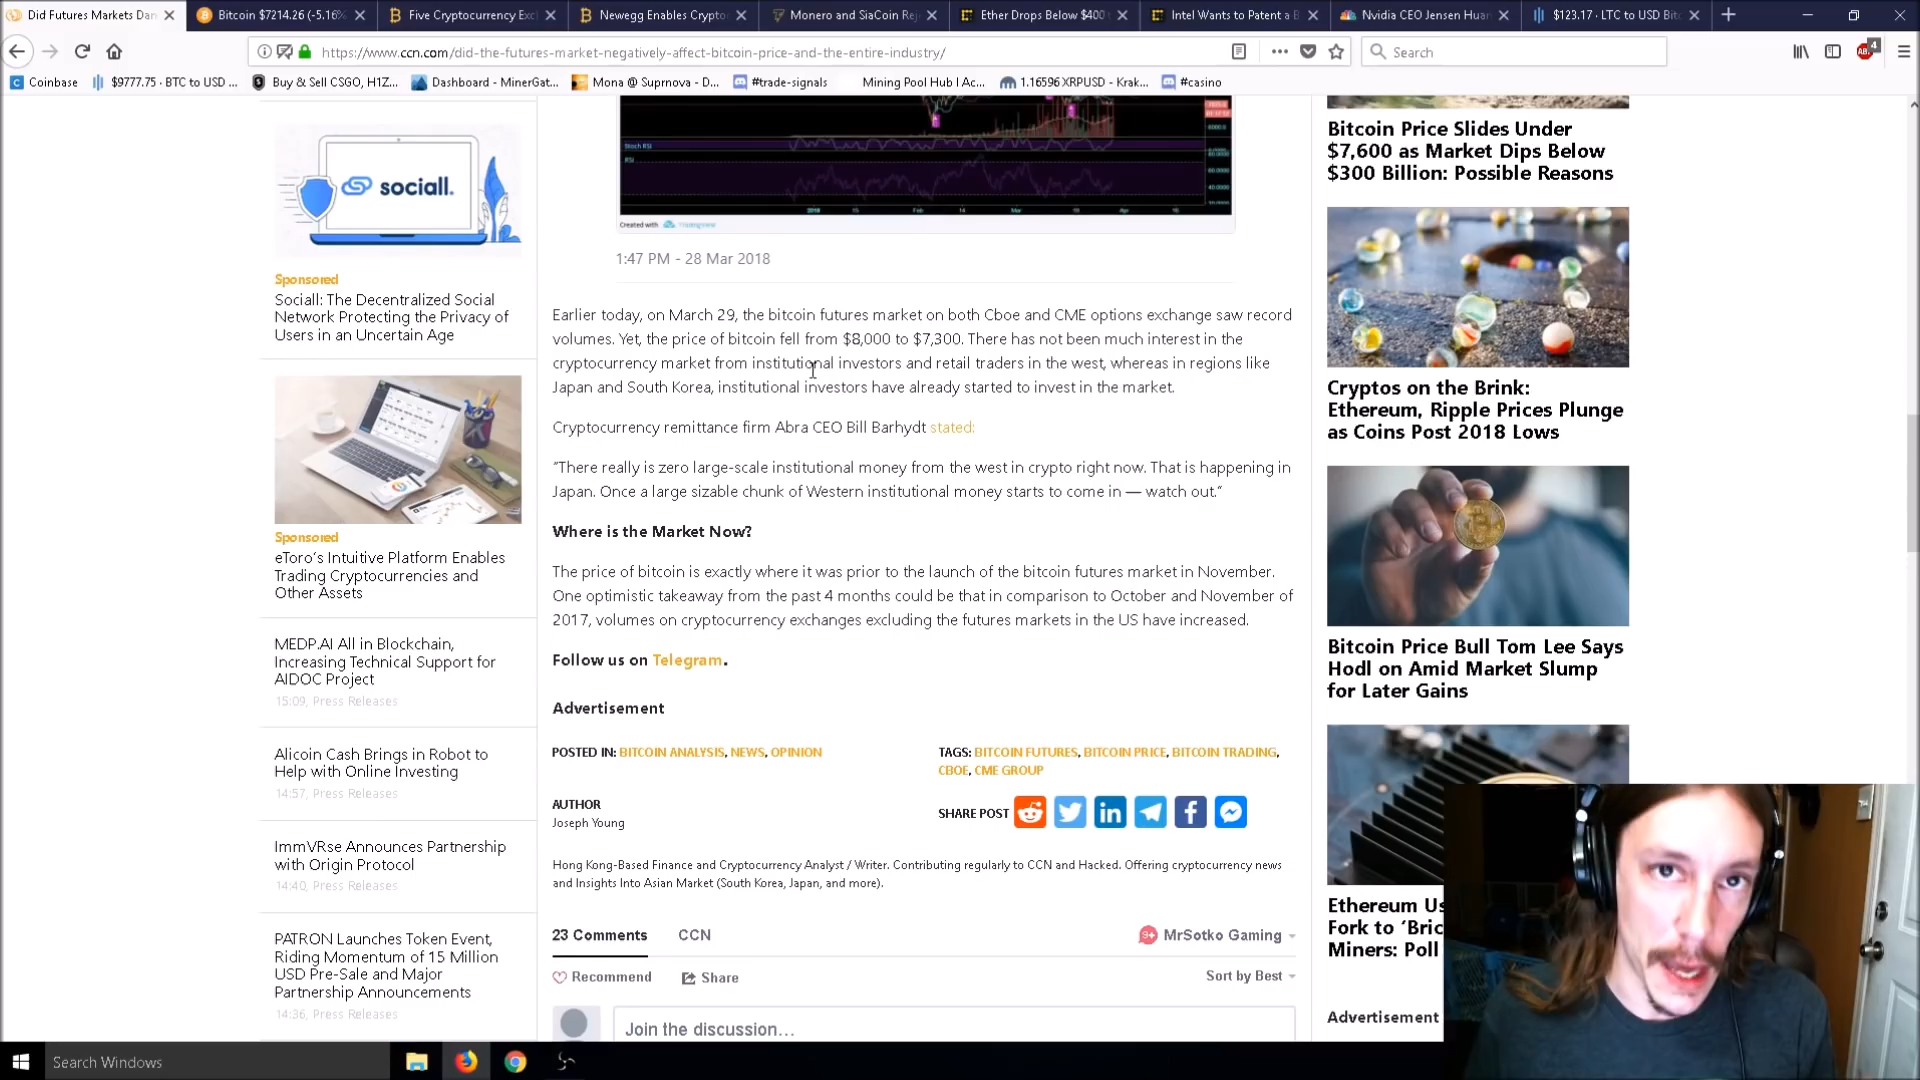 Did Futures Markets Dan
Bitcoin $7214.26 (-5.16%
Five Cryptocurrency Exc
Newegg Enables Crypto
Monero and SiaCoin Rej
Ether Drops Below $400
Intel Wants to Patent a B
Nvidia CEO Jensen Huan
$123.17 · LTC to USD Bitc
https://www.ccn.com/did-the-futures-market-negatively-affect-bitcoin-price-and-the-entire-industry/
Search
4
Coinbase
$9777.75 · BTC to USD ...
Buy & Sell CSGO, H1Z...
Dashboard - MinerGat...
Mona @ Suprnova - D...
#trade-signals
Mining Pool Hub I Ac...
1.16596 XRPUSD - Krak...
#casino
sociall.
Sponsored
Sociall: The Decentralized Social
Network Protecting the Privacy of
Users in an Uncertain Age
Sponsored
eToro's Intuitive Platform Enables
Trading Cryptocurrencies and
Other Assets
MEDP.AI All in Blockchain,
Increasing Technical Support for
AIDOC Project
15:09, Press Releases
Alicoin Cash Brings in Robot to
Help with Online Investing
14:57, Press Releases
ImmVRse Announces Partnership
with Origin Protocol
14:40, Press Releases
PATRON Launches Token Event,
Riding Momentum of 15 Million
USD Pre-Sale and Major
Partnership Announcements
14:36, Press Releases
Stoch RSI
RSI
2018
Feb
Mar
Apr
Created with TradingView
1:47 PM - 28 Mar 2018
Earlier today, on March 29, the bitcoin futures market on both Cboe and CME options exchange saw record
volumes. Yet, the price of bitcoin fell from $8,000 to $7,300. There has not been much interest in the
cryptocurrency market from institutional investors and retail traders in the west, whereas in regions like
Japan and South Korea, institutional investors have already started to invest in the market.
Cryptocurrency remittance firm Abra CEO Bill Barhydt stated:
"There really is zero large-scale institutional money from the west in crypto right now. That is happening in
Japan. Once a large sizable chunk of Western institutional money starts to come in — watch out."
Where is the Market Now?
The price of bitcoin is exactly where it was prior to the launch of the bitcoin futures market in November.
One optimistic takeaway from the past 4 months could be that in comparison to October and November of
2017, volumes on cryptocurrency exchanges excluding the futures markets in the US have increased.
Follow us on Telegram.
Advertisement
POSTED IN: BITCOIN ANALYSIS, NEWS, OPINION
TAGS: BITCOIN FUTURES, BITCOIN PRICE, BITCOIN TRADING,
CBOE, CME GROUP
AUTHOR
Joseph Young
SHARE POST
Hong Kong-Based Finance and Cryptocurrency Analyst / Writer. Contributing regularly to CCN and Hacked. Offering cryptocurrency news
and Insights Into Asian Market (South Korea, Japan, and more).
23 Comments
CCN
9+
MrSotko Gaming
Recommend
Share
Sort by Best
Join the discussion...
Bitcoin Price Slides Under
$7,600 as Market Dips Below
$300 Billion: Possible Reasons
Cryptos on the Brink:
Ethereum, Ripple Prices Plunge
as Coins Post 2018 Lows
Bitcoin Price Bull Tom Lee Says
Hodl on Amid Market Slump
for Later Gains
Ethereum Us
Fork to 'Bric
Miners: Poll
Advertisement
Search Windows